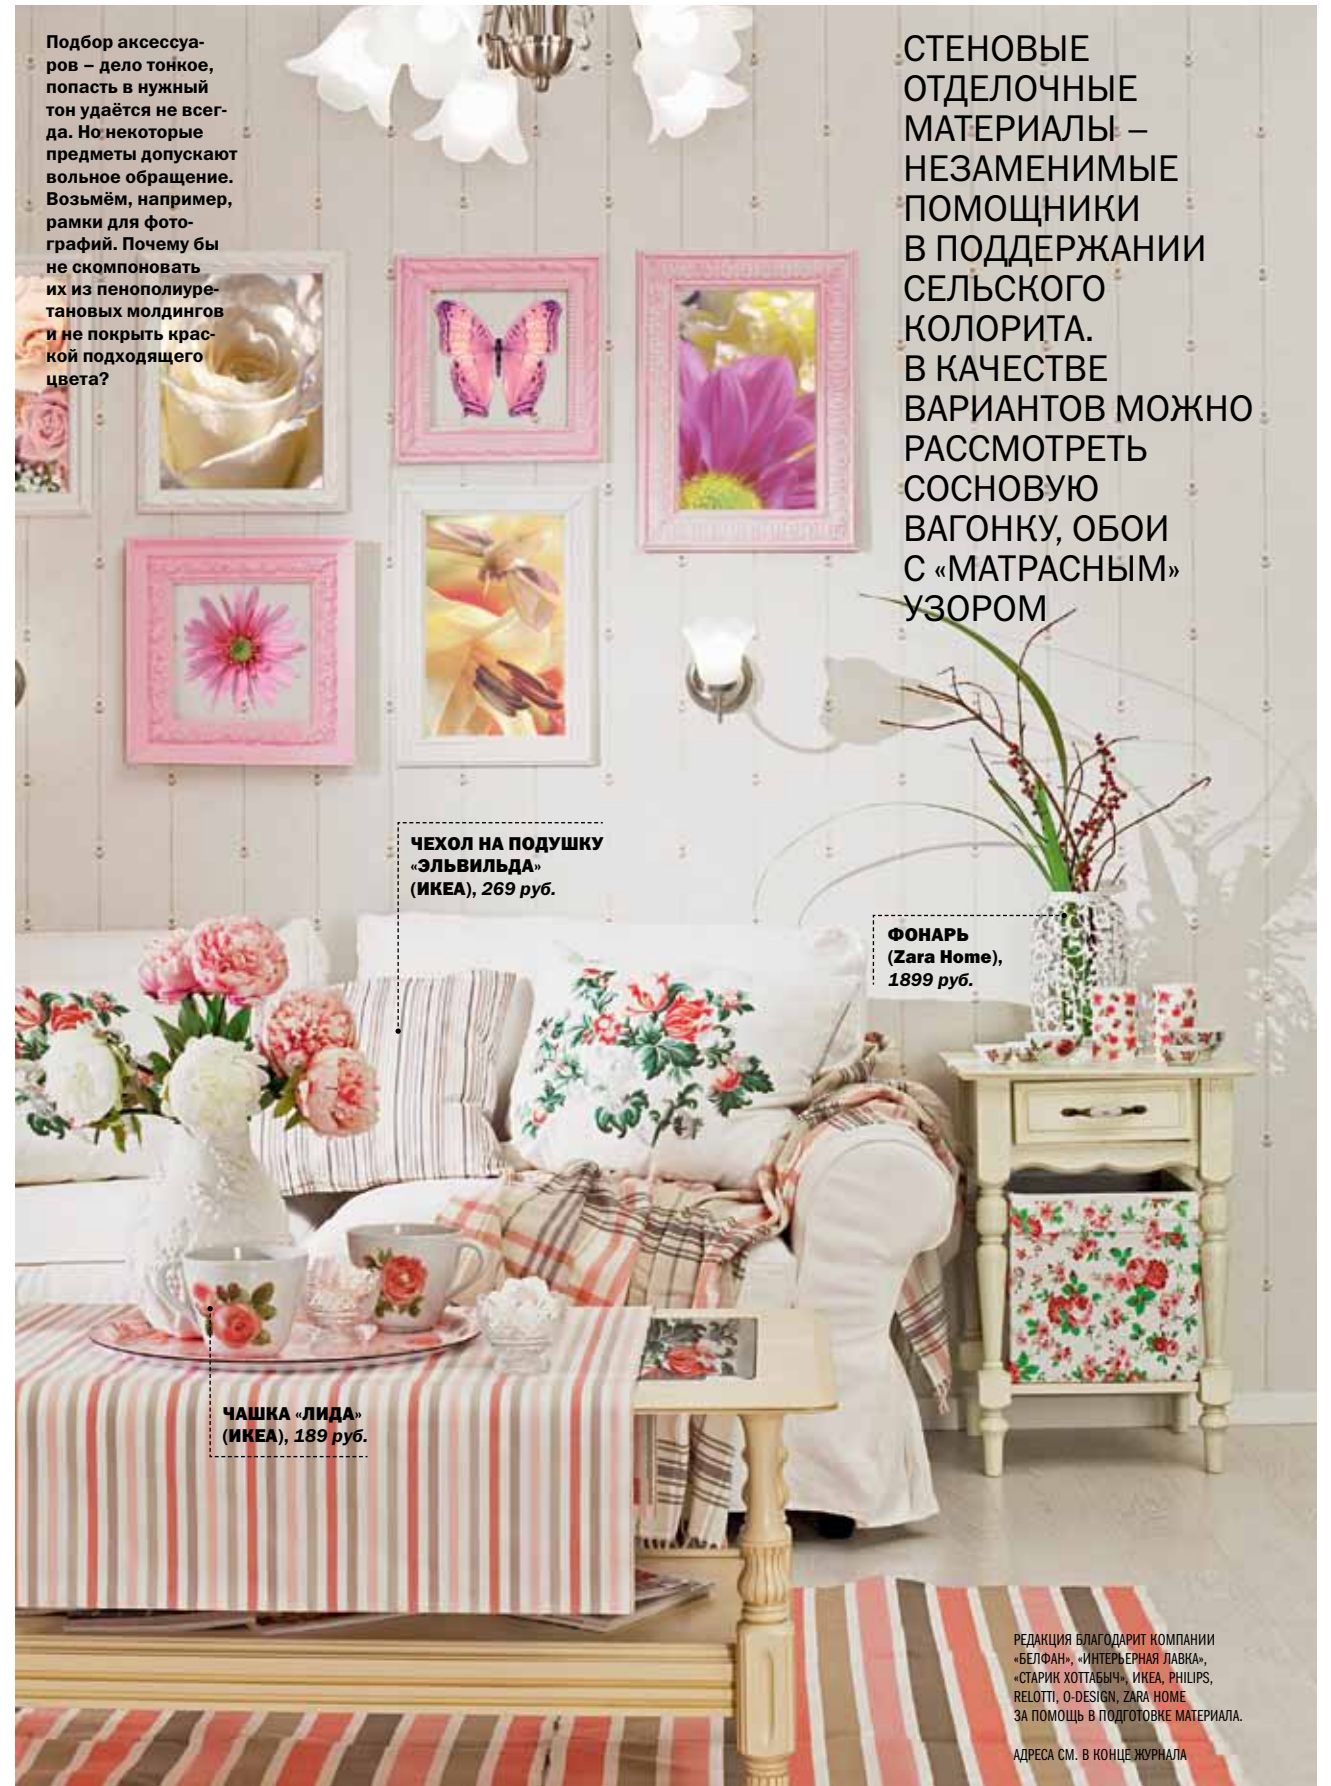 Подбор аксессуа-
ров – дело тонкое,
попасть в нужный
тон удаётся не всег-
да. Но некоторые
предметы допускают
вольное обращение.
Возьмём, например,
рамки для фото-
графий. Почему бы
не скомпоновать
их из пенополиуре-
тановых молдингов
и не покрыть крас-
кой подходящего
цвета?
СТЕНОВЫЕ
ОТДЕЛОЧНЫЕ
МАТЕРИАЛЫ –
НЕЗАМЕНИМЫЕ
ПОМОЩНИКИ
В ПОДДЕРЖАНИИ
СЕЛЬСКОГО
КОЛОРИТА.
В КАЧЕСТВЕ
ВАРИАНТОВ МОЖНО
РАССМОТРЕТЬ
СОСНОВУЮ
ВАГОНКУ, ОБОИ
С «МАТРАСНЫМ»
УЗОРОМ
ЧЕХОЛ НА ПОДУШКУ
«ЭЛЬВИЛЬДА»
(ИКЕА), 269 руб.
ФОНАРЬ
(Zara Home),
1899 руб.
ЧАШКА «ЛИДА»
(ИКЕА), 189 руб.
РЕДАКЦИЯ БЛАГОДАРИТ КОМПАНИИ
«БЕЛФАН», «ИНТЕРЬЕРНАЯ ЛАВКА»,
«СТАРИК ХОТТАБЫЧ», ИКЕА, PHILIPS,
RELOTTI, O-DESIGN, ZARA HOME
ЗА ПОМОЩЬ В ПОДГОТОВКЕ МАТЕРИАЛА.
АДРЕСА СМ. В КОНЦЕ ЖУРНАЛА